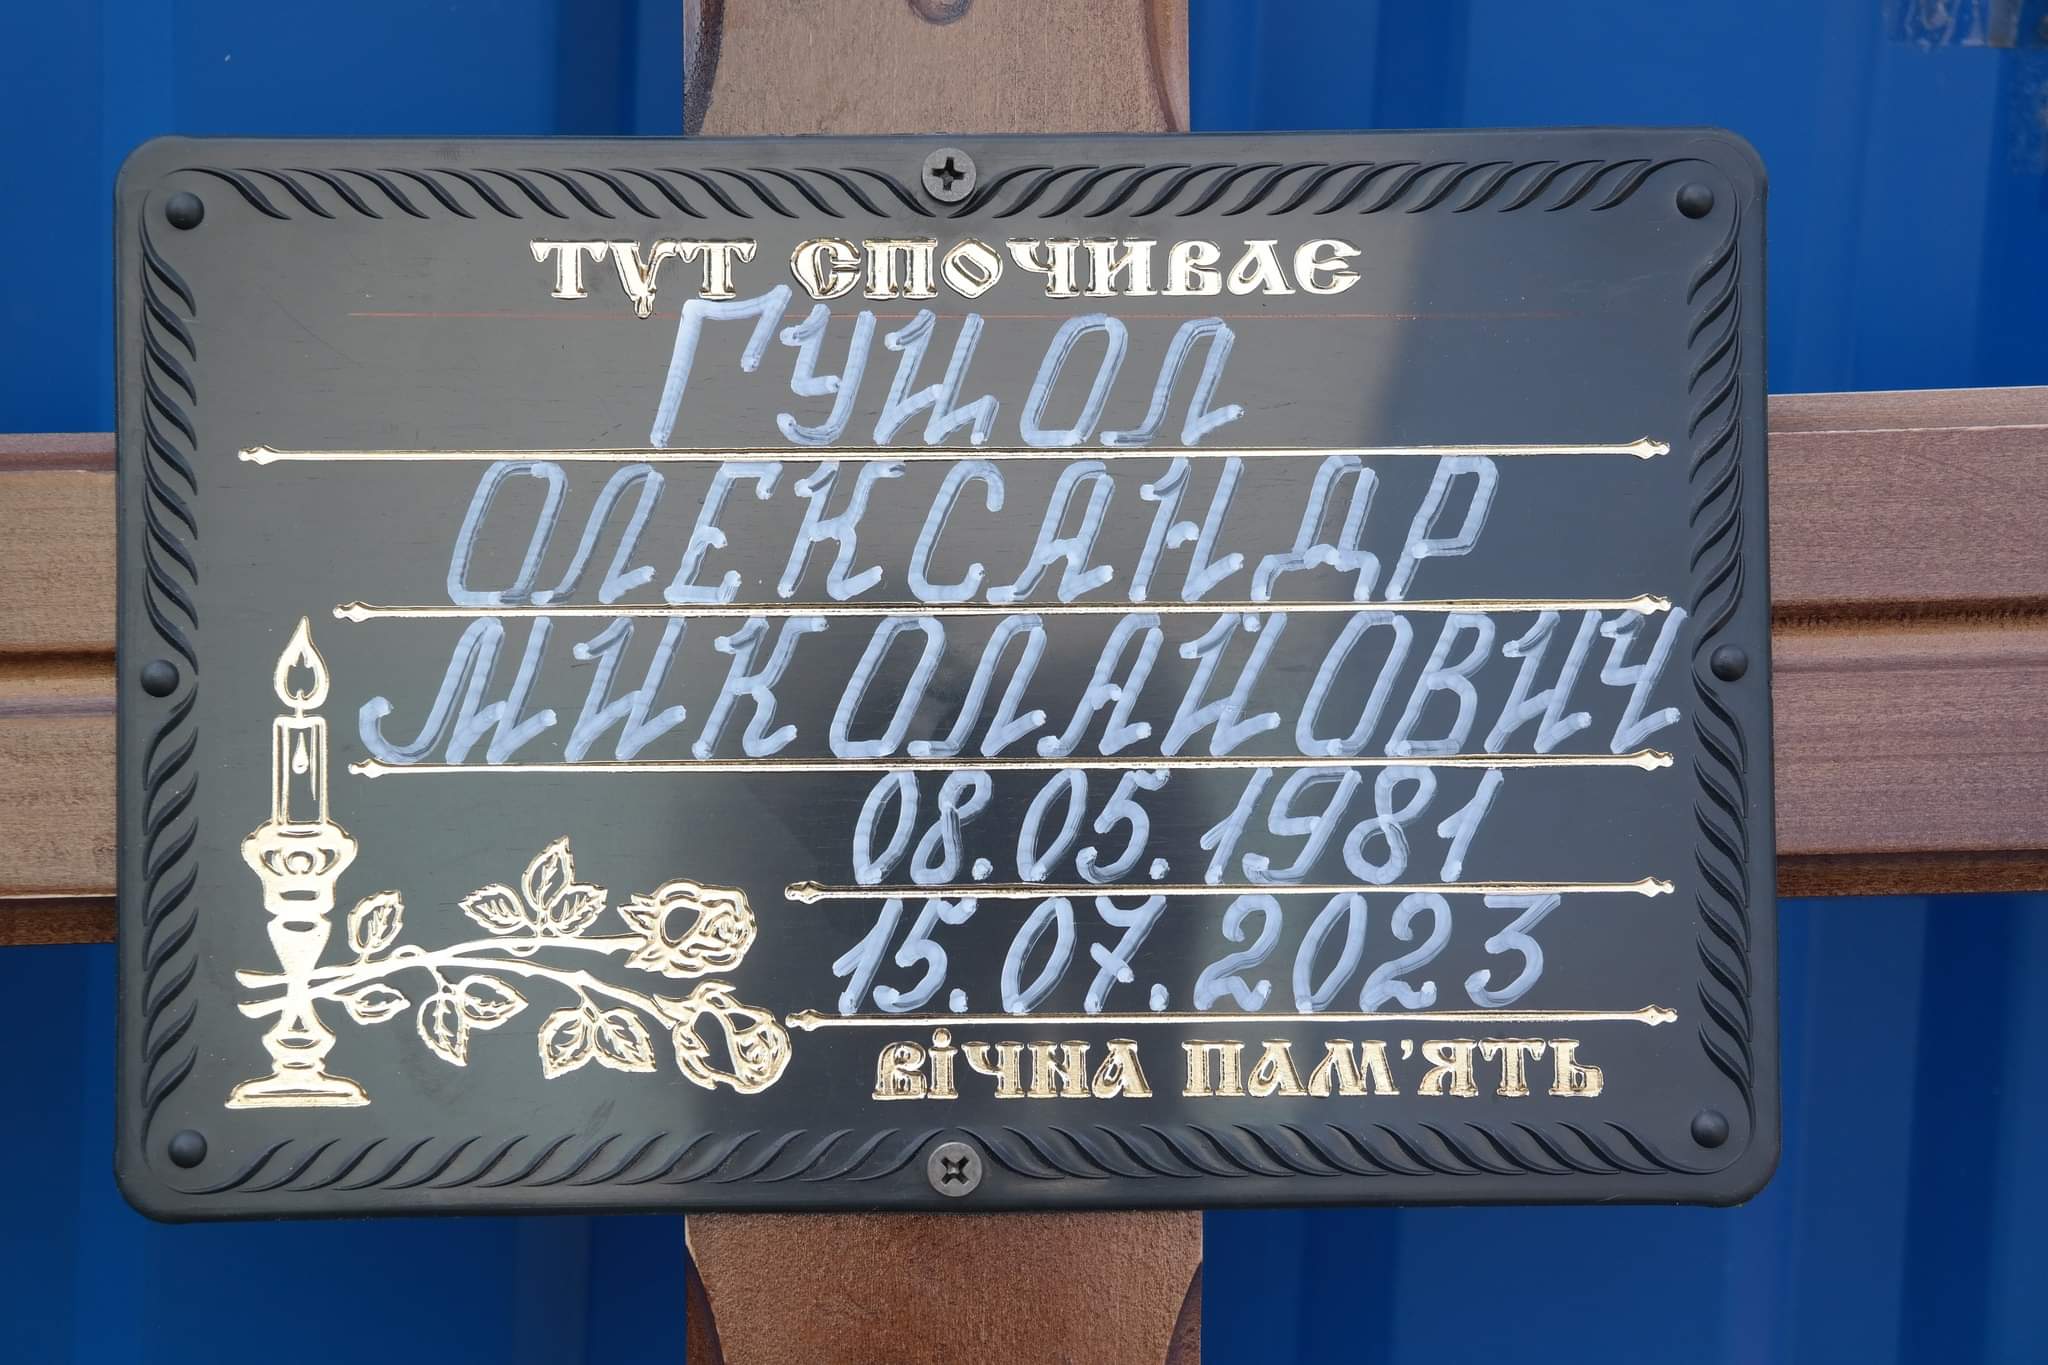 ТУТ СПОЧИВАЄ
ГУЦОЛ
ОЛЕКСАНДР
МИКОЛАЙОВИЧ
08.05.1981
15.07.2023
ВІЧНА ПАМ'ЯТЬ